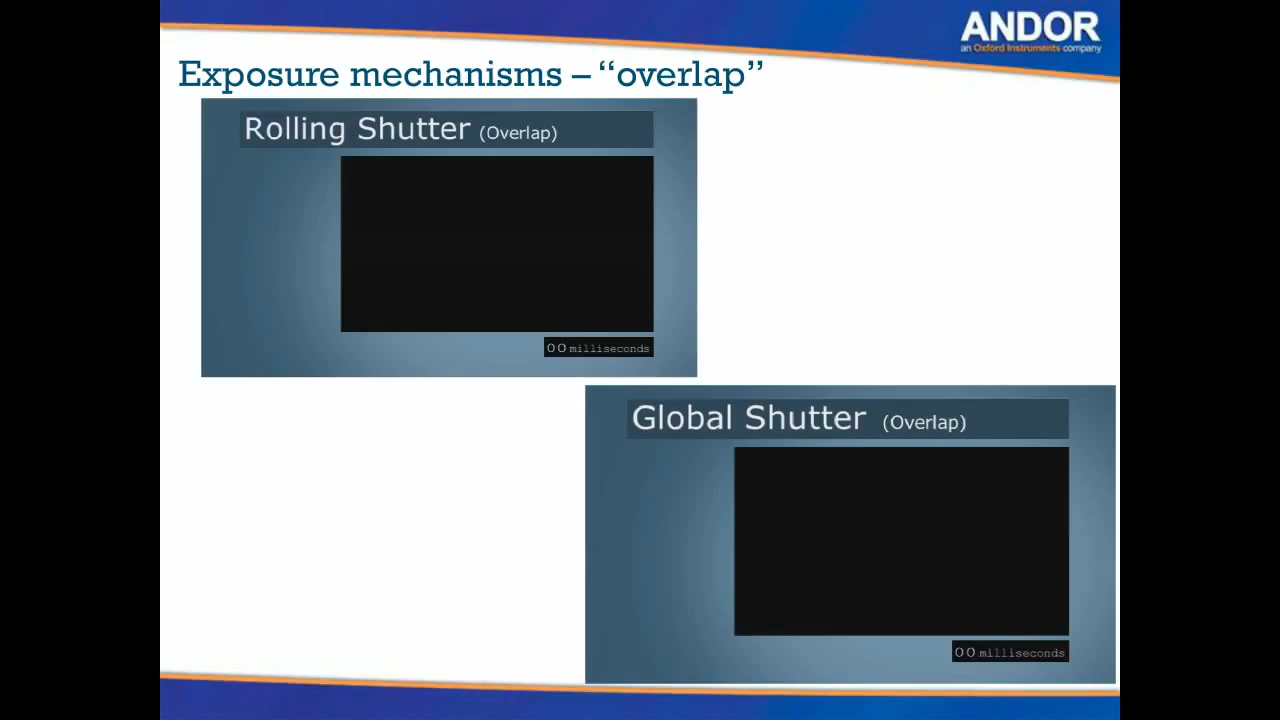 ANDOR
an Oxford Instruments company
Exposure mechanisms – “overlap”
Rolling Shutter (Overlap)
00 milliseconds
Global Shutter (Overlap)
00 milliseconds